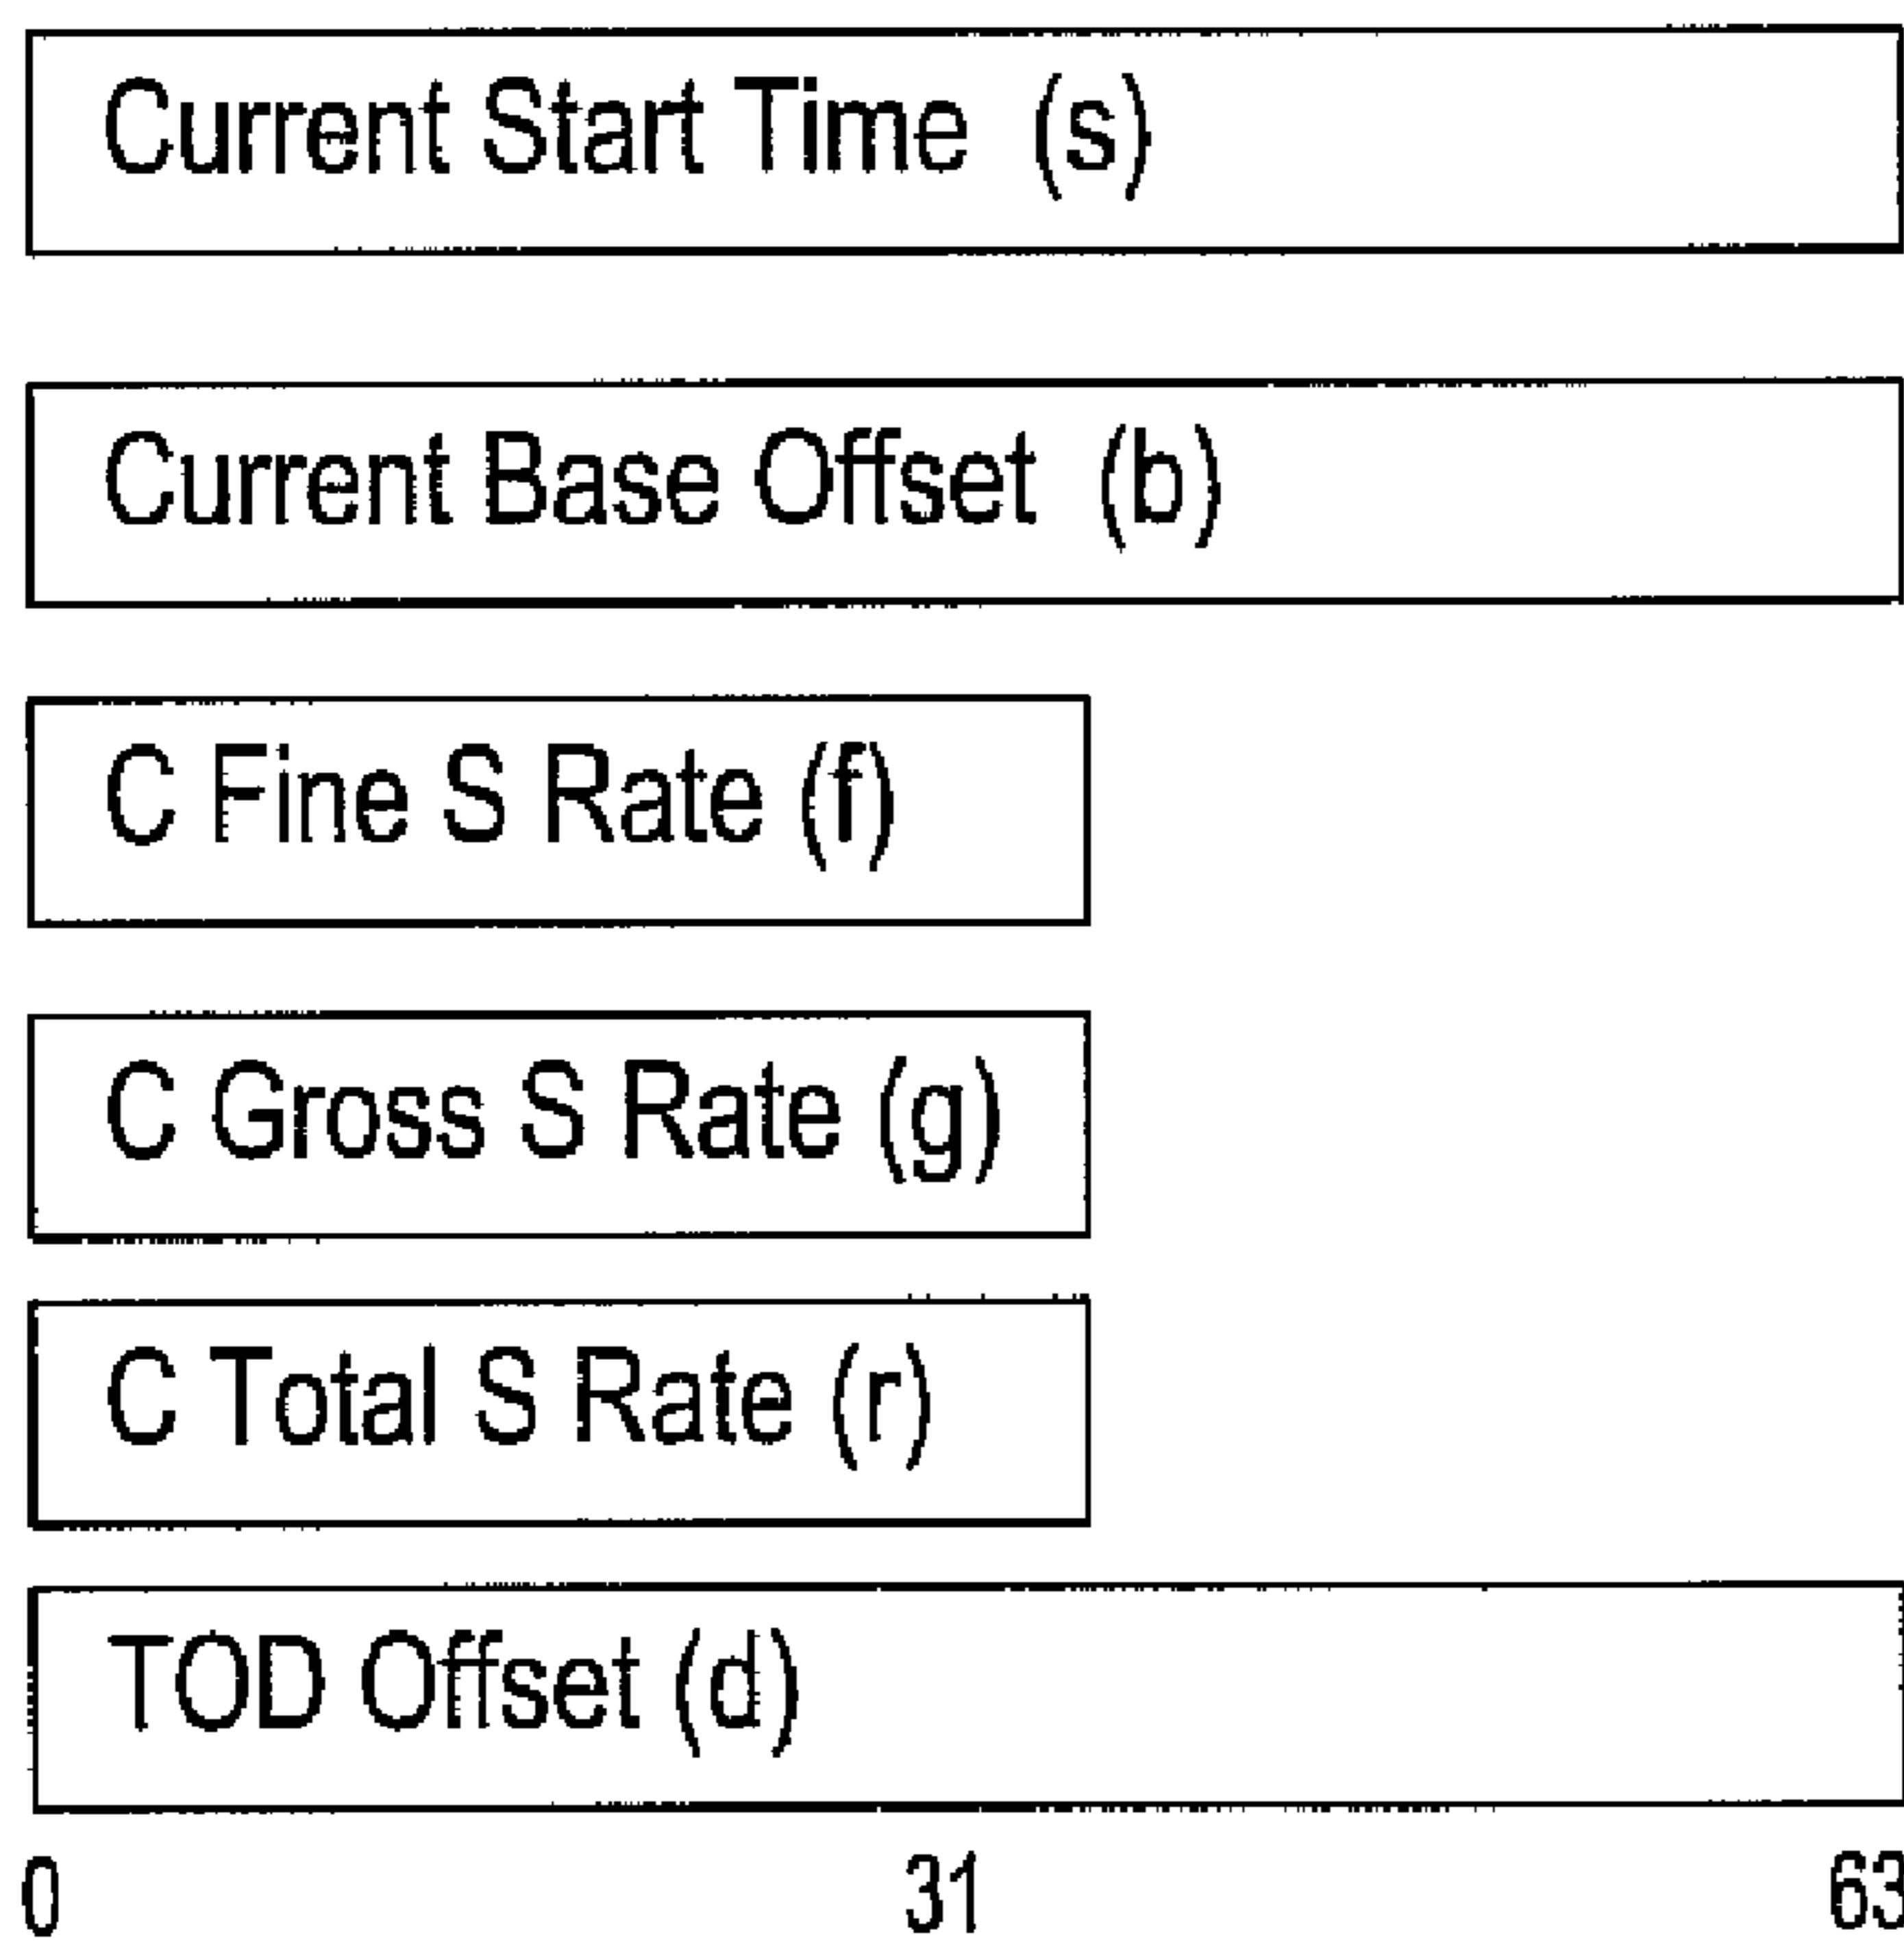 Current Start Time (s)
Current Base Offset (b)
C Fine S Rate (f)
C Gross S Rate (g)
C Total S Rate (r)
TOD Offset (d)
0 31 63